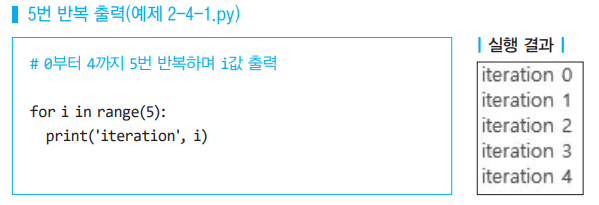 5번 반복 출력(예제 2-4-1.py)
# 0부터 4까지 5번 반복하며 i값 출력
for i in range(5):
print('iteration', i)
| 실행 결과 |
iteration 0
iteration 1
iteration 2
iteration 3
iteration 4